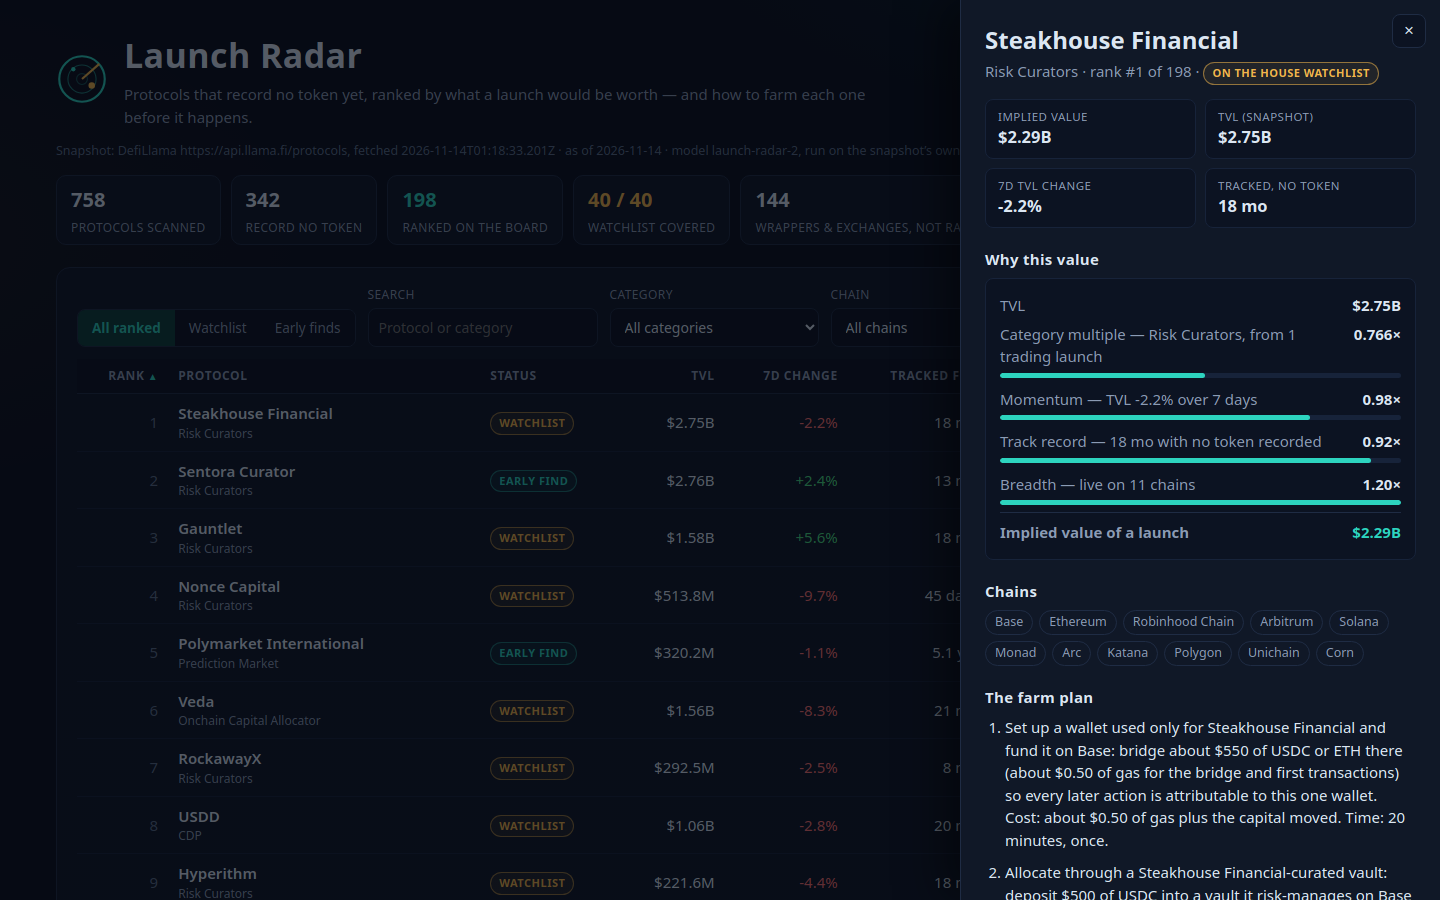 Launch Radar
Protocols that record no token yet, ranked by what a launch would be worth — and how to farm each one
before it happens.
Snapshot: DefiLlama https://api.llama.fi/protocols, fetched 2026-11-14T01:18:33.201Z · as of 2026-11-14 · model launch-radar-2, run on the snapshot's own
758
PROTOCOLS SCANNED
342
RECORD NO TOKEN
198
RANKED ON THE BOARD
40 / 40
WATCHLIST COVERED
144
WRAPPERS & EXCHANGES, NOT RA
SEARCH
CATEGORY
CHAIN
All ranked
Watchlist
Early finds
Protocol or category
All categories
All chains
RANK ▲ PROTOCOL STATUS TVL 7D CHANGE TRACKED F
1 Steakhouse Financial WATCHLIST $2.75B -2.2% 18 m
Risk Curators
2 Sentora Curator EARLY FIND $2.76B +2.4% 13 m
Risk Curators
3 Gauntlet WATCHLIST $1.58B +5.6% 18 m
Risk Curators
4 Nonce Capital WATCHLIST $513.8M -9.7% 45 da
Risk Curators
5 Polymarket International EARLY FIND $320.2M -1.1% 5.1 y
Prediction Market
6 Veda WATCHLIST $1.56B -8.3% 21 m
Onchain Capital Allocator
7 RockawayX WATCHLIST $292.5M -2.5% 8 m
Risk Curators
8 USDD WATCHLIST $1.06B -2.8% 20 m
CDP
9 Hyperithm WATCHLIST $221.6M -4.4% 18 m
Risk Curators
×
Steakhouse Financial
Risk Curators · rank #1 of 198 · ON THE HOUSE WATCHLIST
IMPLIED VALUE
$2.29B
TVL (SNAPSHOT)
$2.75B
7D TVL CHANGE
-2.2%
TRACKED, NO TOKEN
18 mo
Why this value
TVL $2.75B
Category multiple — Risk Curators, from 1 0.766×
trading launch
Momentum — TVL -2.2% over 7 days 0.98×
Track record — 18 mo with no token recorded 0.92×
Breadth — live on 11 chains 1.20×
Implied value of a launch $2.29B
Chains
Base Ethereum Robinhood Chain Arbitrum Solana
Monad Arc Katana Polygon Unichain Corn
The farm plan
1. Set up a wallet used only for Steakhouse Financial and
fund it on Base: bridge about $550 of USDC or ETH there
(about $0.50 of gas for the bridge and first transactions)
so every later action is attributable to this one wallet.
Cost: about $0.50 of gas plus the capital moved. Time: 20
minutes, once.
2. Allocate through a Steakhouse Financial-curated vault:
deposit $500 of USDC into a vault it risk-manages on Base